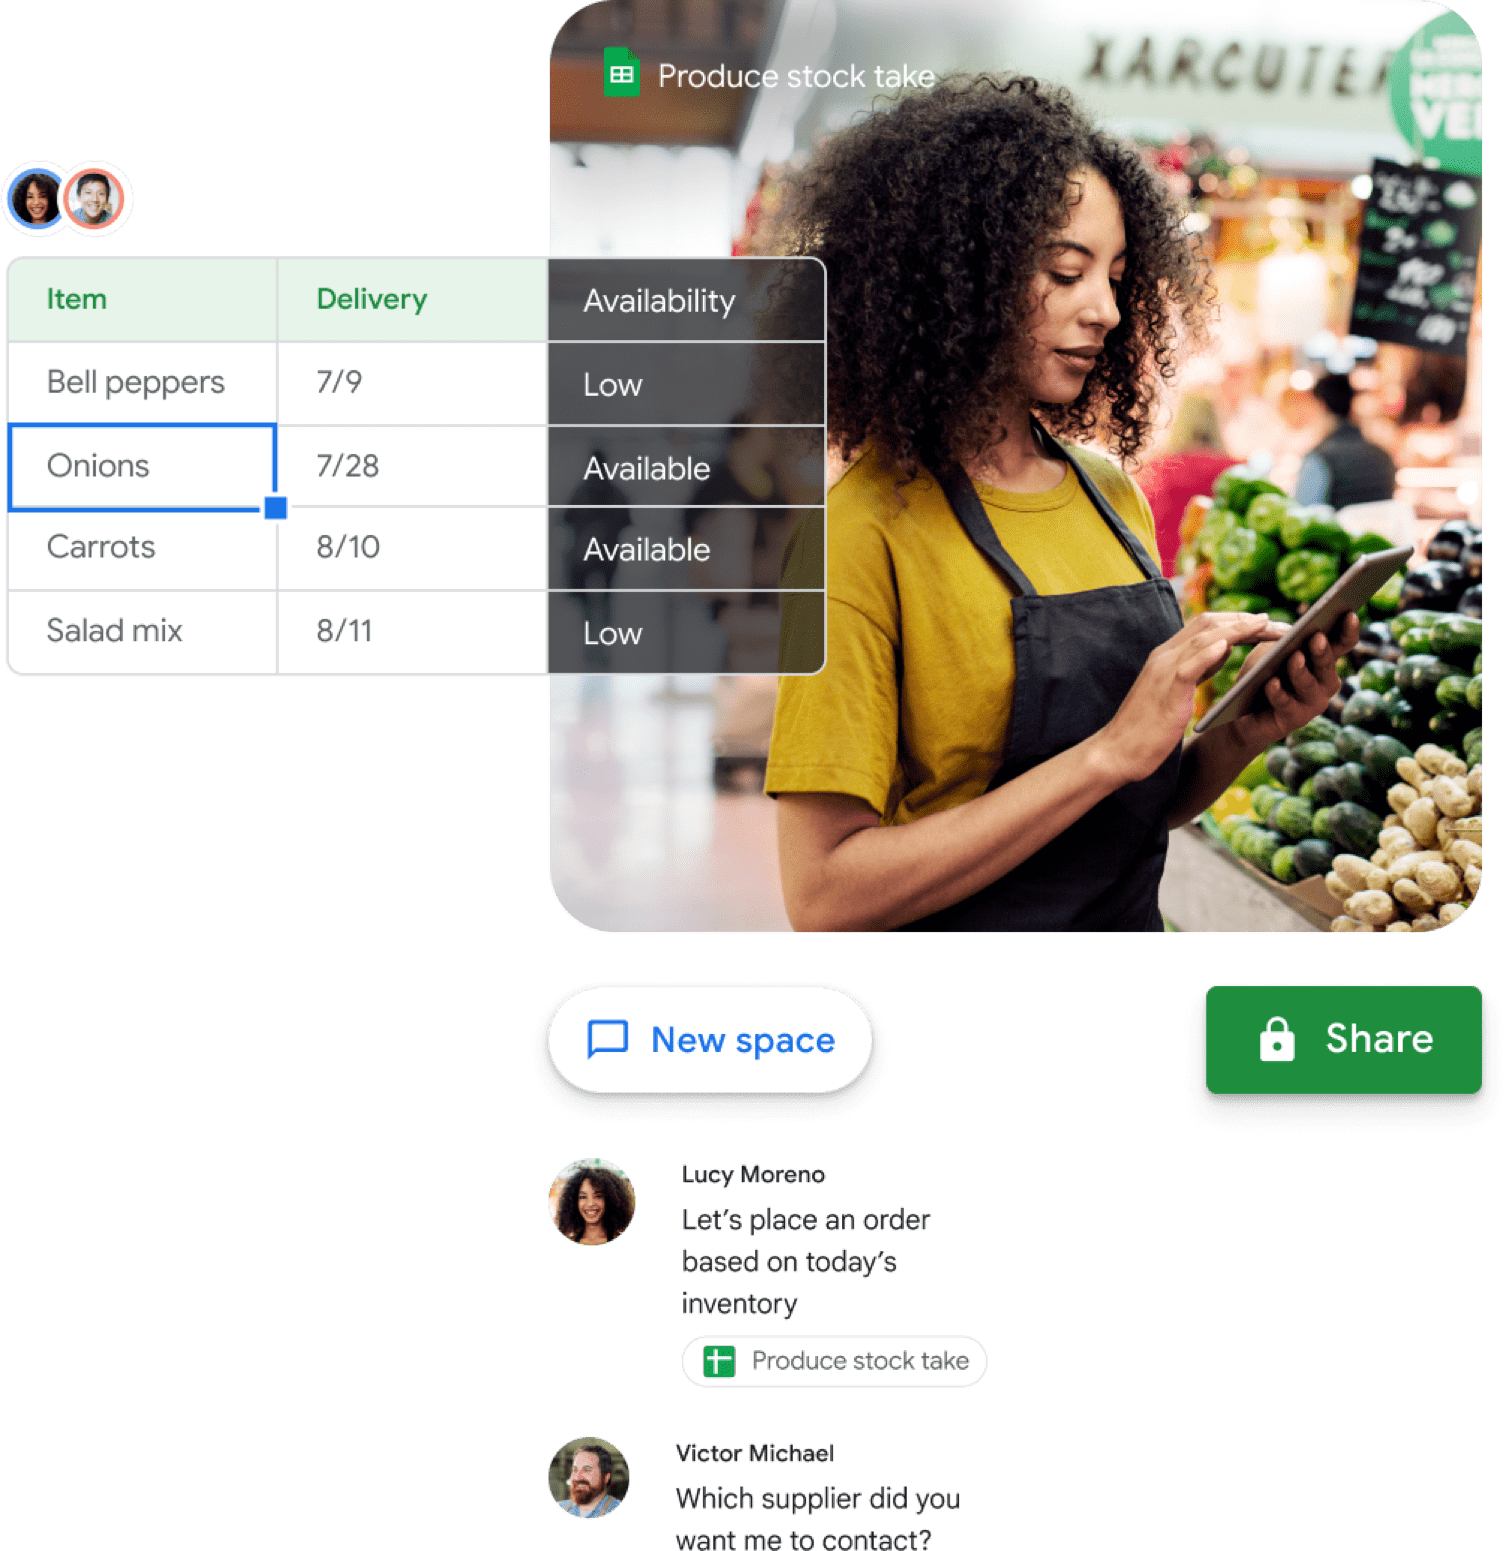 Produce stock take
XARCUTER
Item Delivery Availability
Bell peppers 7/9 Low
Onions 7/28 Available
Carrots 8/10 Available
Salad mix 8/11 Low
New space
Share
Lucy Moreno
Let’s place an order
based on today’s
inventory
Produce stock take
Victor Michael
Which supplier did you
want me to contact?